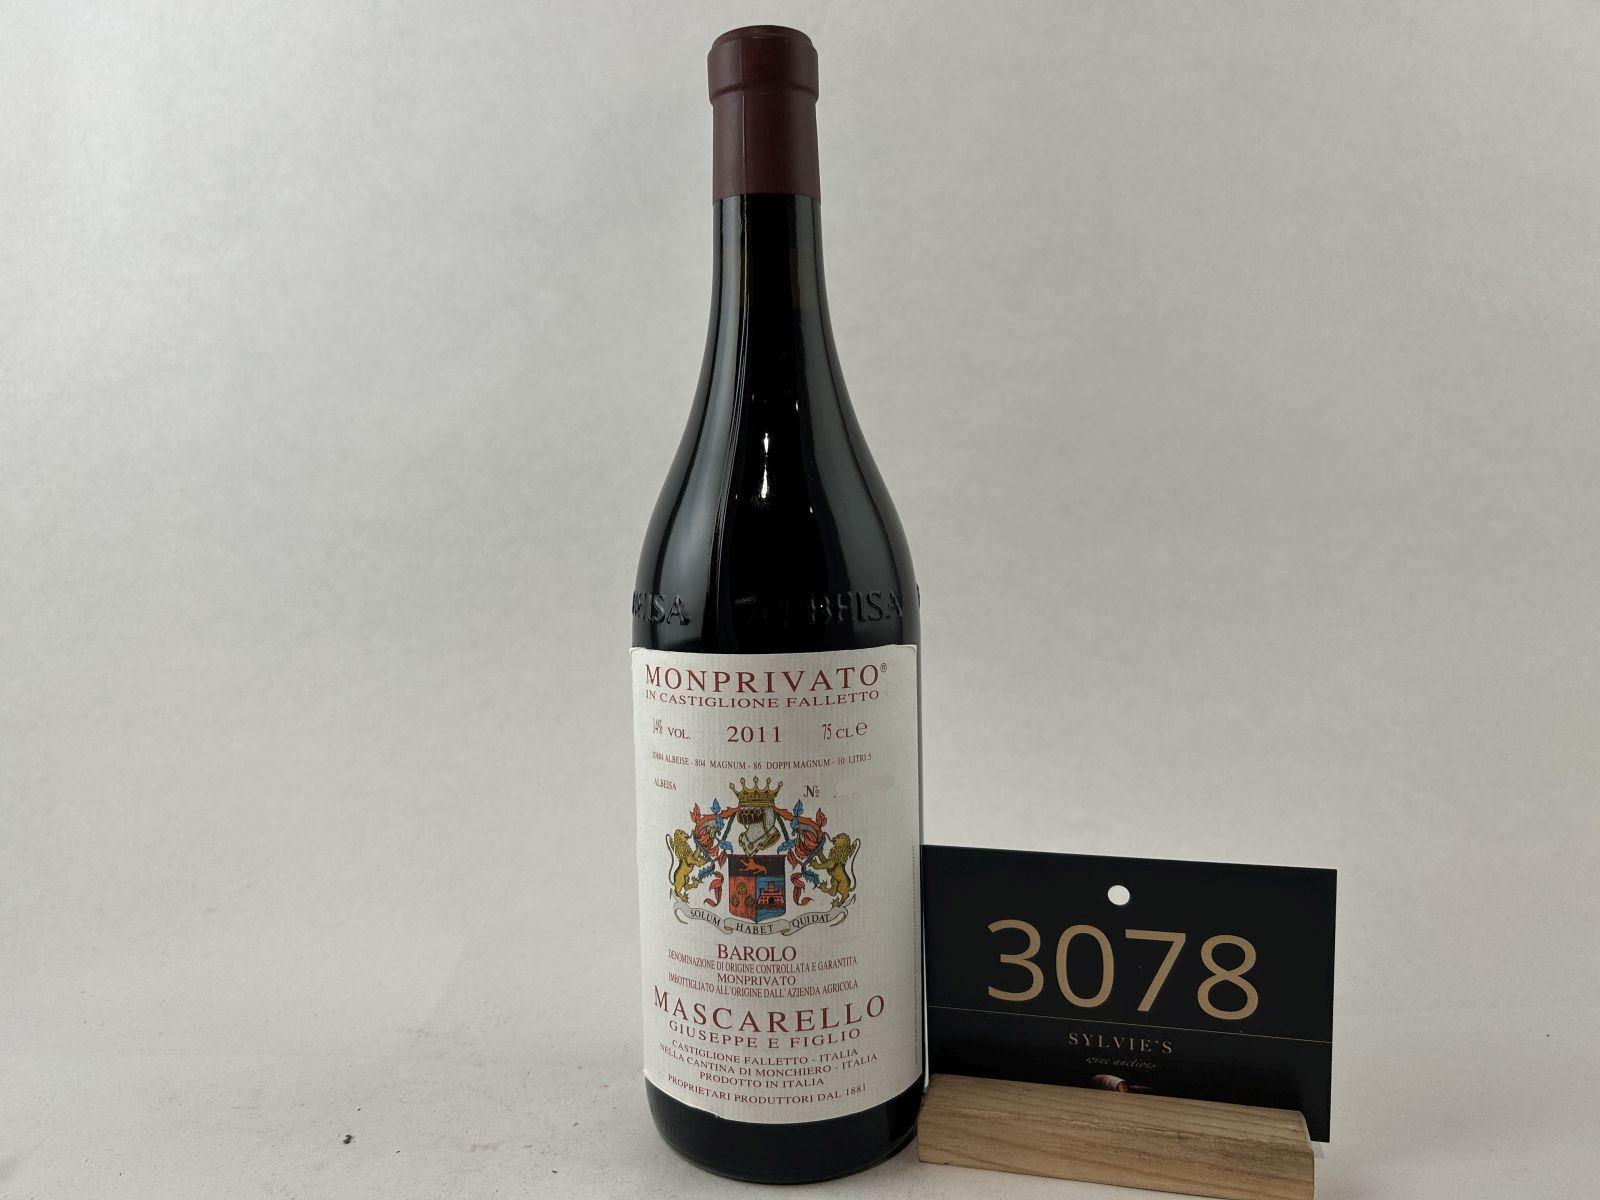 ALBEISA
MONPRIVATO®
IN CASTIGLIONE FALLETTO
14% VOL. 2011 75 CL ℮
ALBEISE - 804 MAGNUM - 86 DOPPI MAGNUM - 10 LITRI 5
ALBEISA №
SOLUM HABET QUI DAT
BAROLO
DENOMINAZIONE DI ORIGINE CONTROLLATA E GARANTITA
MONPRIVATO
IMBOTTIGLIATO ALL'ORIGINE DALL'AZIENDA AGRICOLA
MASCARELLO
GIUSEPPE E FIGLIO
CASTIGLIONE FALLETTO - ITALIA
NELLA CANTINA DI MONCHIERO - ITALIA
PRODOTTO IN ITALIA
PROPRIETARI PRODUTTORI DAL 1881
3078
SYLVIE'S
wine auctions